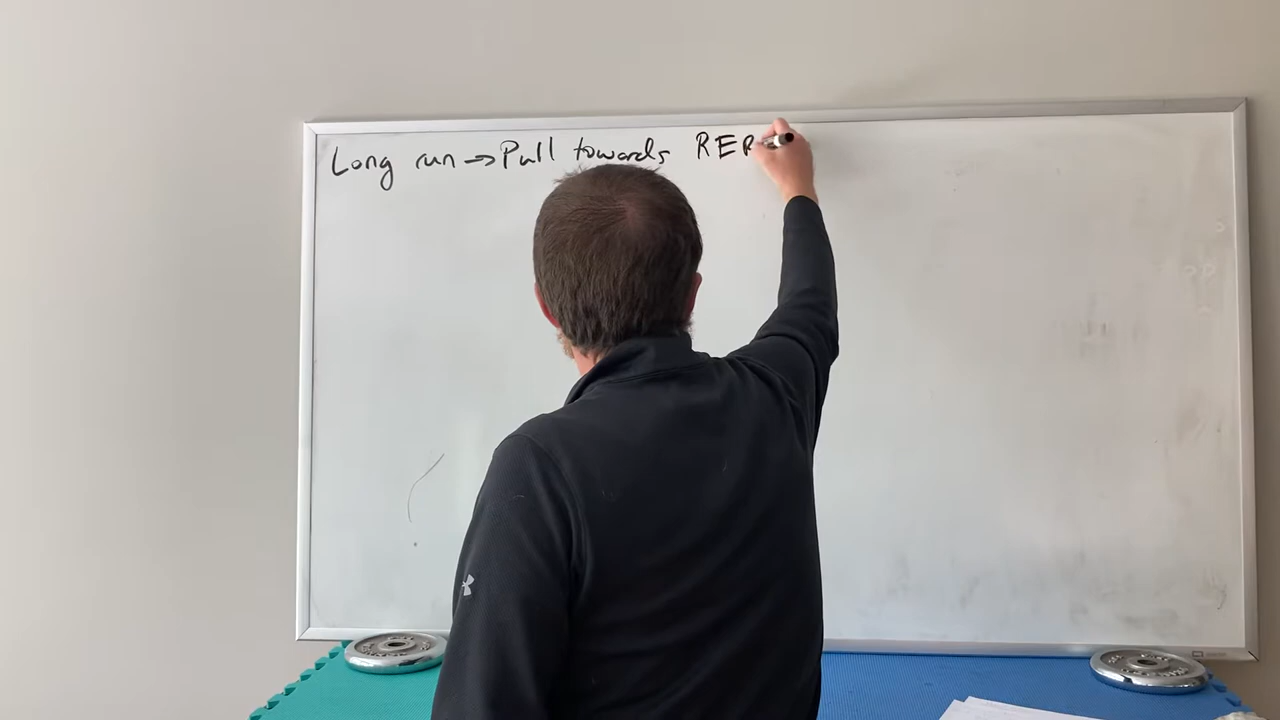 Long run → Pull towards RER